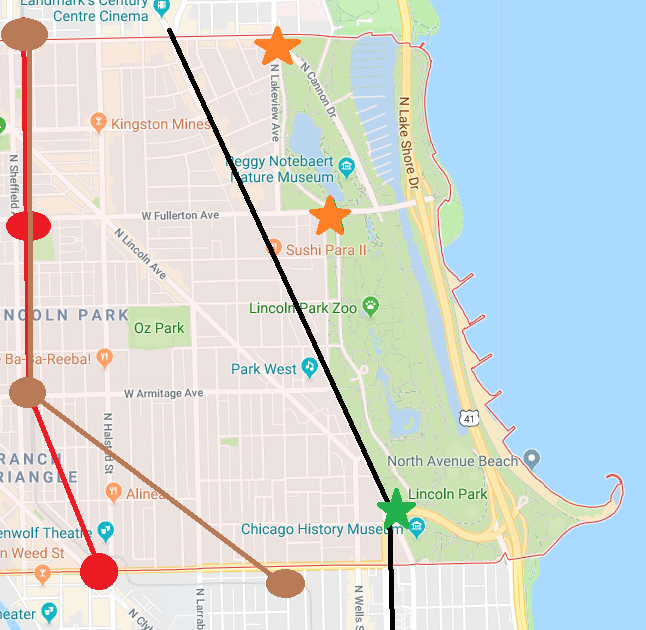 Landmark's Century
Centre Cinema
Kingston Mines
N Lakeview Ave
N Cannon Dr
N Lake Shore Dr
N Sheffield
Peggy Notebaert
Nature Museum
W Fullerton Ave
N Lincoln Ave
Sushi Para II
NCOLN PARK
Oz Park
Lincoln Park Zoo
e Ba-Ba-Reeba!
Park West
W Armitage Ave
N Halsted St
41
RANCH
RIANGLE
North Avenue Beach
Alinea
Lincoln Park
Chicago History Museum
enwolf Theatre
n Weed St
heater
N Cly
N Larrab
N Wells S